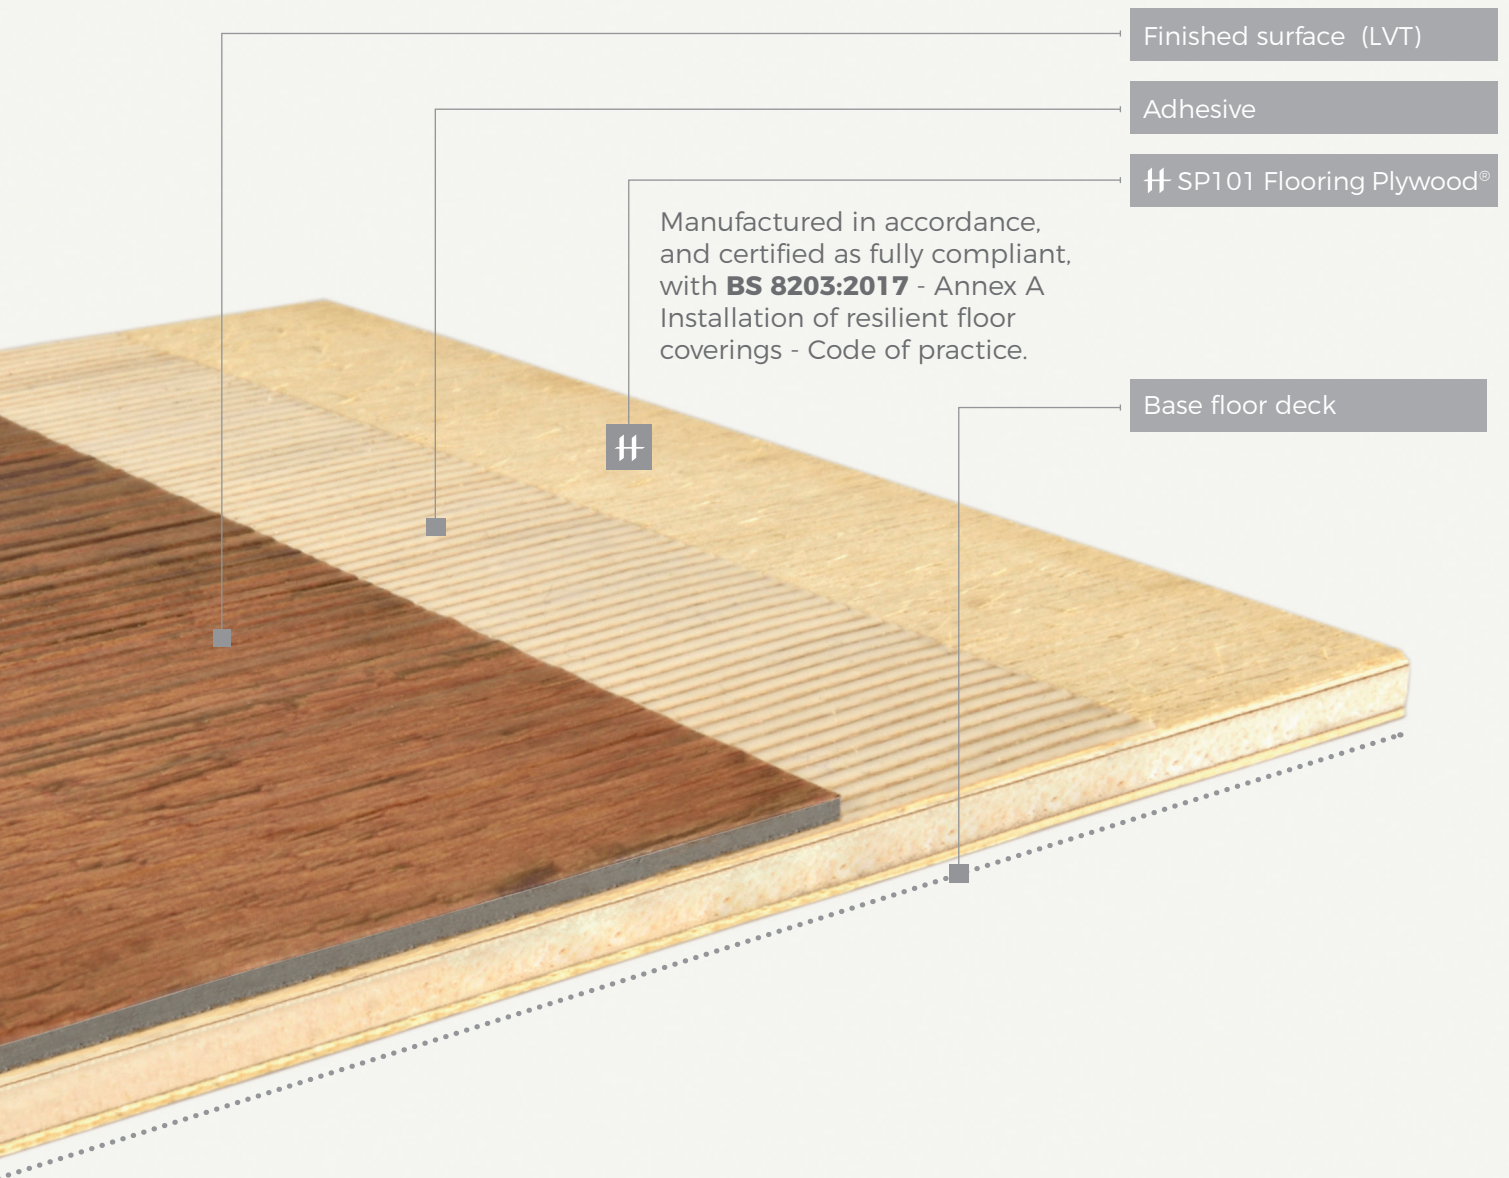 Finished surface (LVT)
Adhesive
SP101 Flooring Plywood®
Manufactured in accordance,
and certified as fully compliant,
with BS 8203:2017 - Annex A
Installation of resilient floor
coverings - Code of practice.
Base floor deck